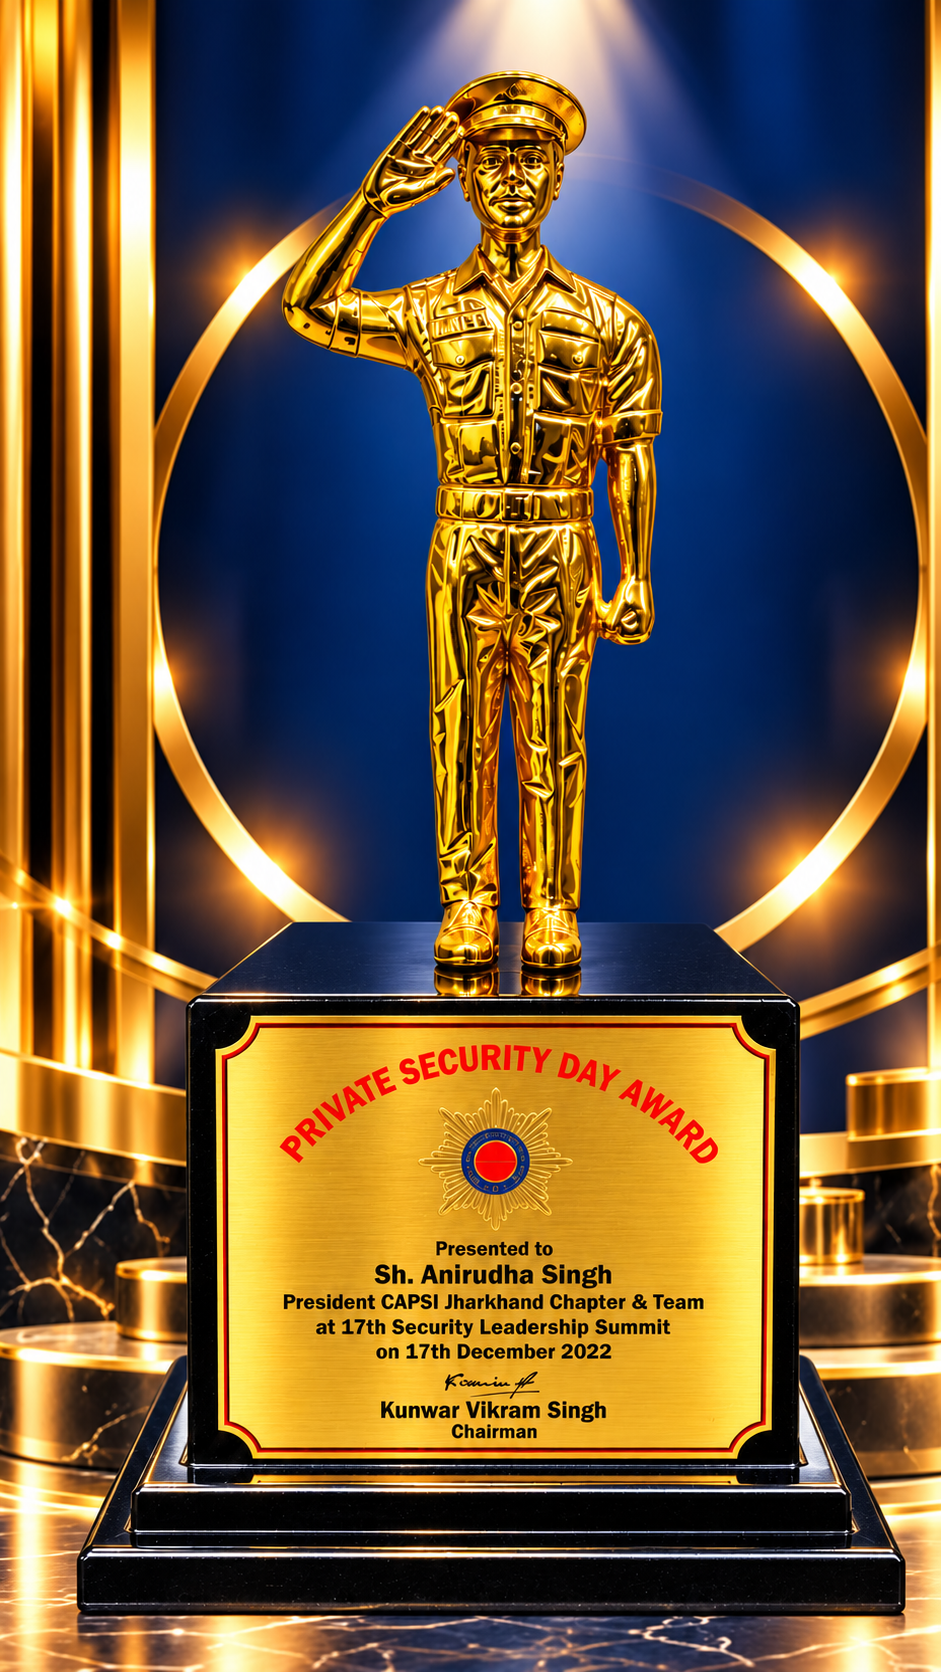 PRIVATE SECURITY DAY AWARD
Presented to
Sh. Anirudha Singh
President CAPSI Jharkhand Chapter & Team
at 17th Security Leadership Summit
on 17th December 2022
Kunwar Vikram Singh
Chairman